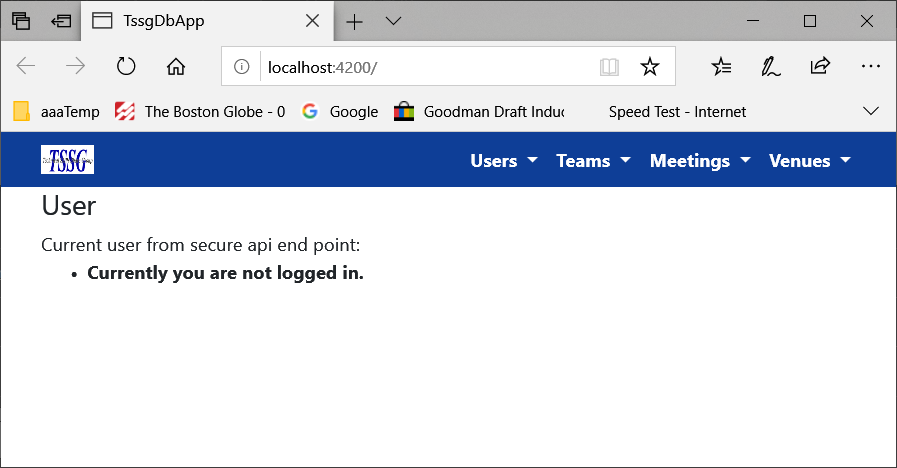 TssgDbApp
localhost:4200/
aaaTemp The Boston Globe - 0 Google Goodman Draft Induc Speed Test - Internet
TSSG Users Teams Meetings Venues
User
Current user from secure api end point:
• Currently you are not logged in.